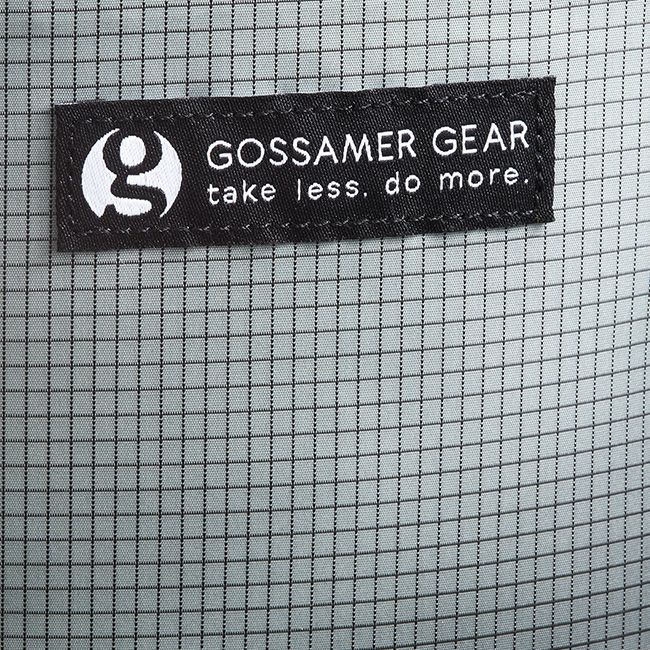 g
GOSSAMER GEAR
take less. do more.